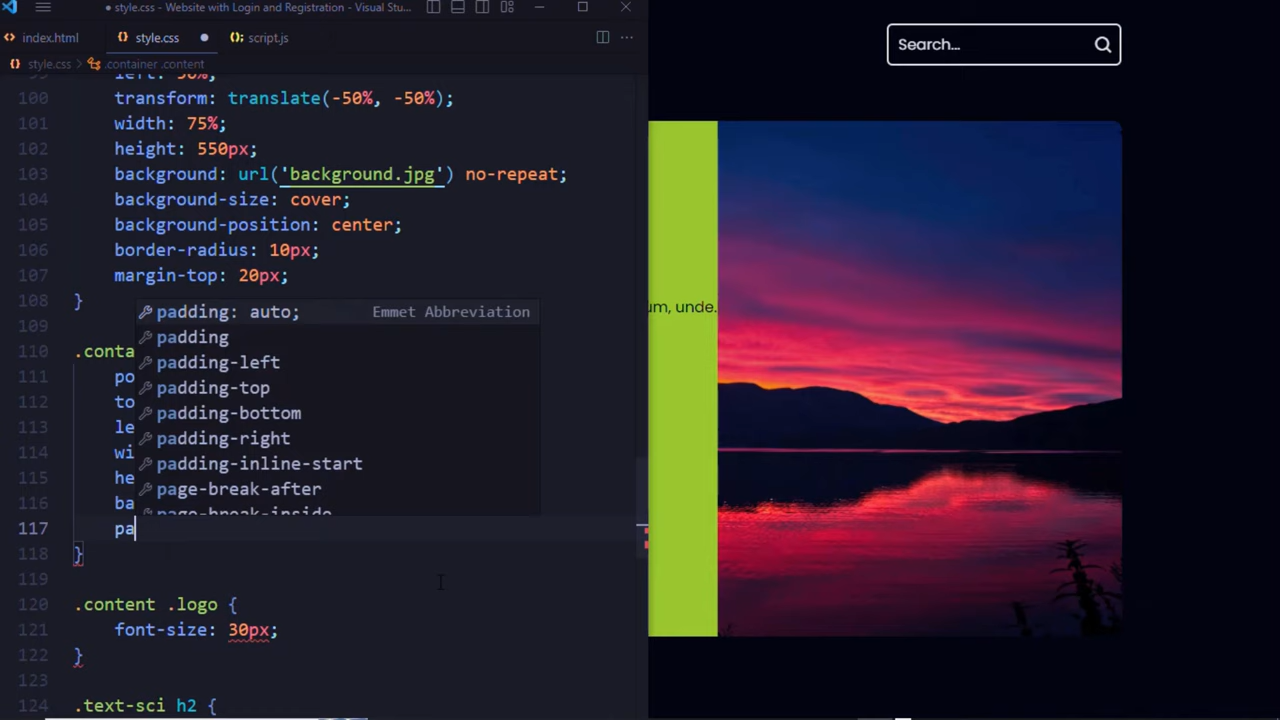 style.css - Website with Login and Registration - Visual Stu...
index.html
style.css
script.js
style.css > .container .content
100 transform: translate(-50%, -50%);
101 width: 75%;
102 height: 550px;
103 background: url('background.jpg') no-repeat;
104 background-size: cover;
105 background-position: center;
106 border-radius: 10px;
107 margin-top: 20px;
108 }
109
110 .conta
111 po
112 to
113 le
114 wi
115 he
116 ba
117 pa
118 }
119
120 .content .logo {
121 font-size: 30px;
122 }
123
124 .text-sci h2 {
padding: auto; Emmet Abbreviation
padding
padding-left
padding-top
padding-bottom
padding-right
padding-inline-start
page-break-after
page-break-inside
Search...
um, unde.